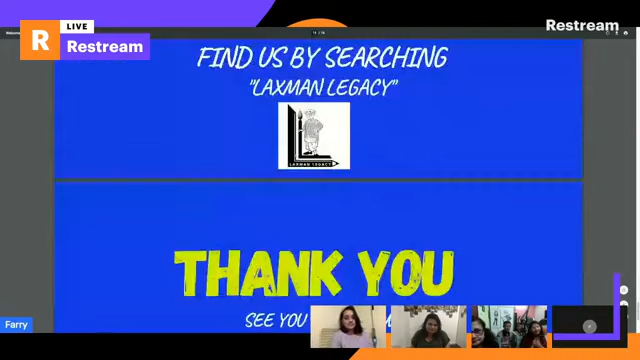 LIVE
R
Restream
Restream
FIND US BY SEARCHING
"LAXMAN LEGACY"
LAXMAN LEGACY
THANK YOU
SEE YOU
Farry